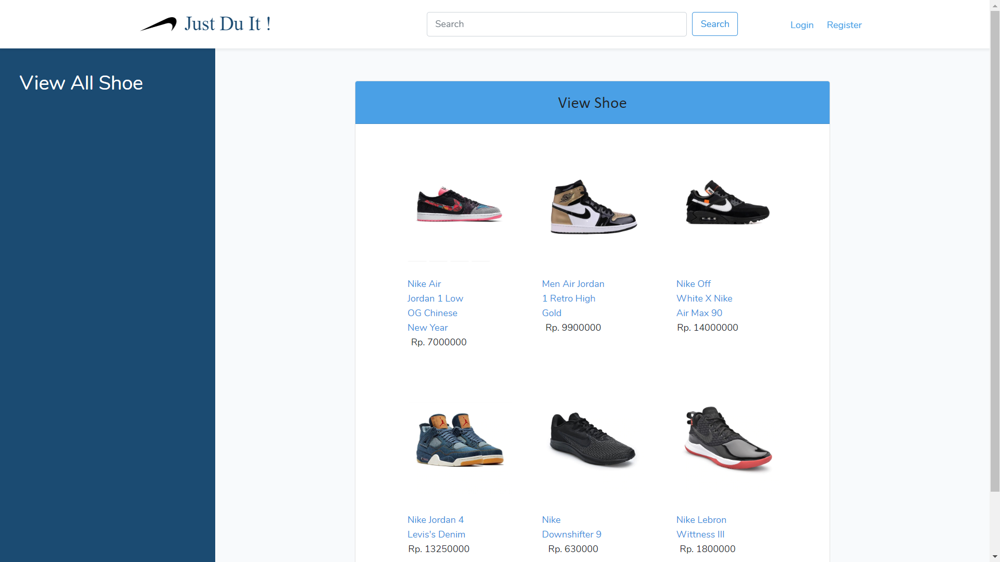 Just Du It !
Search
Search
Login
Register
View All Shoe
View Shoe
Nike Air
Jordan 1 Low
OG Chinese
New Year
Rp. 7000000
Men Air Jordan
1 Retro High
Gold
Rp. 9900000
Nike Off
White X Nike
Air Max 90
Rp. 14000000
Nike Jordan 4
Levis's Denim
Rp. 13250000
Nike
Downshifter 9
Rp. 630000
Nike Lebron
Wittness III
Rp. 1800000